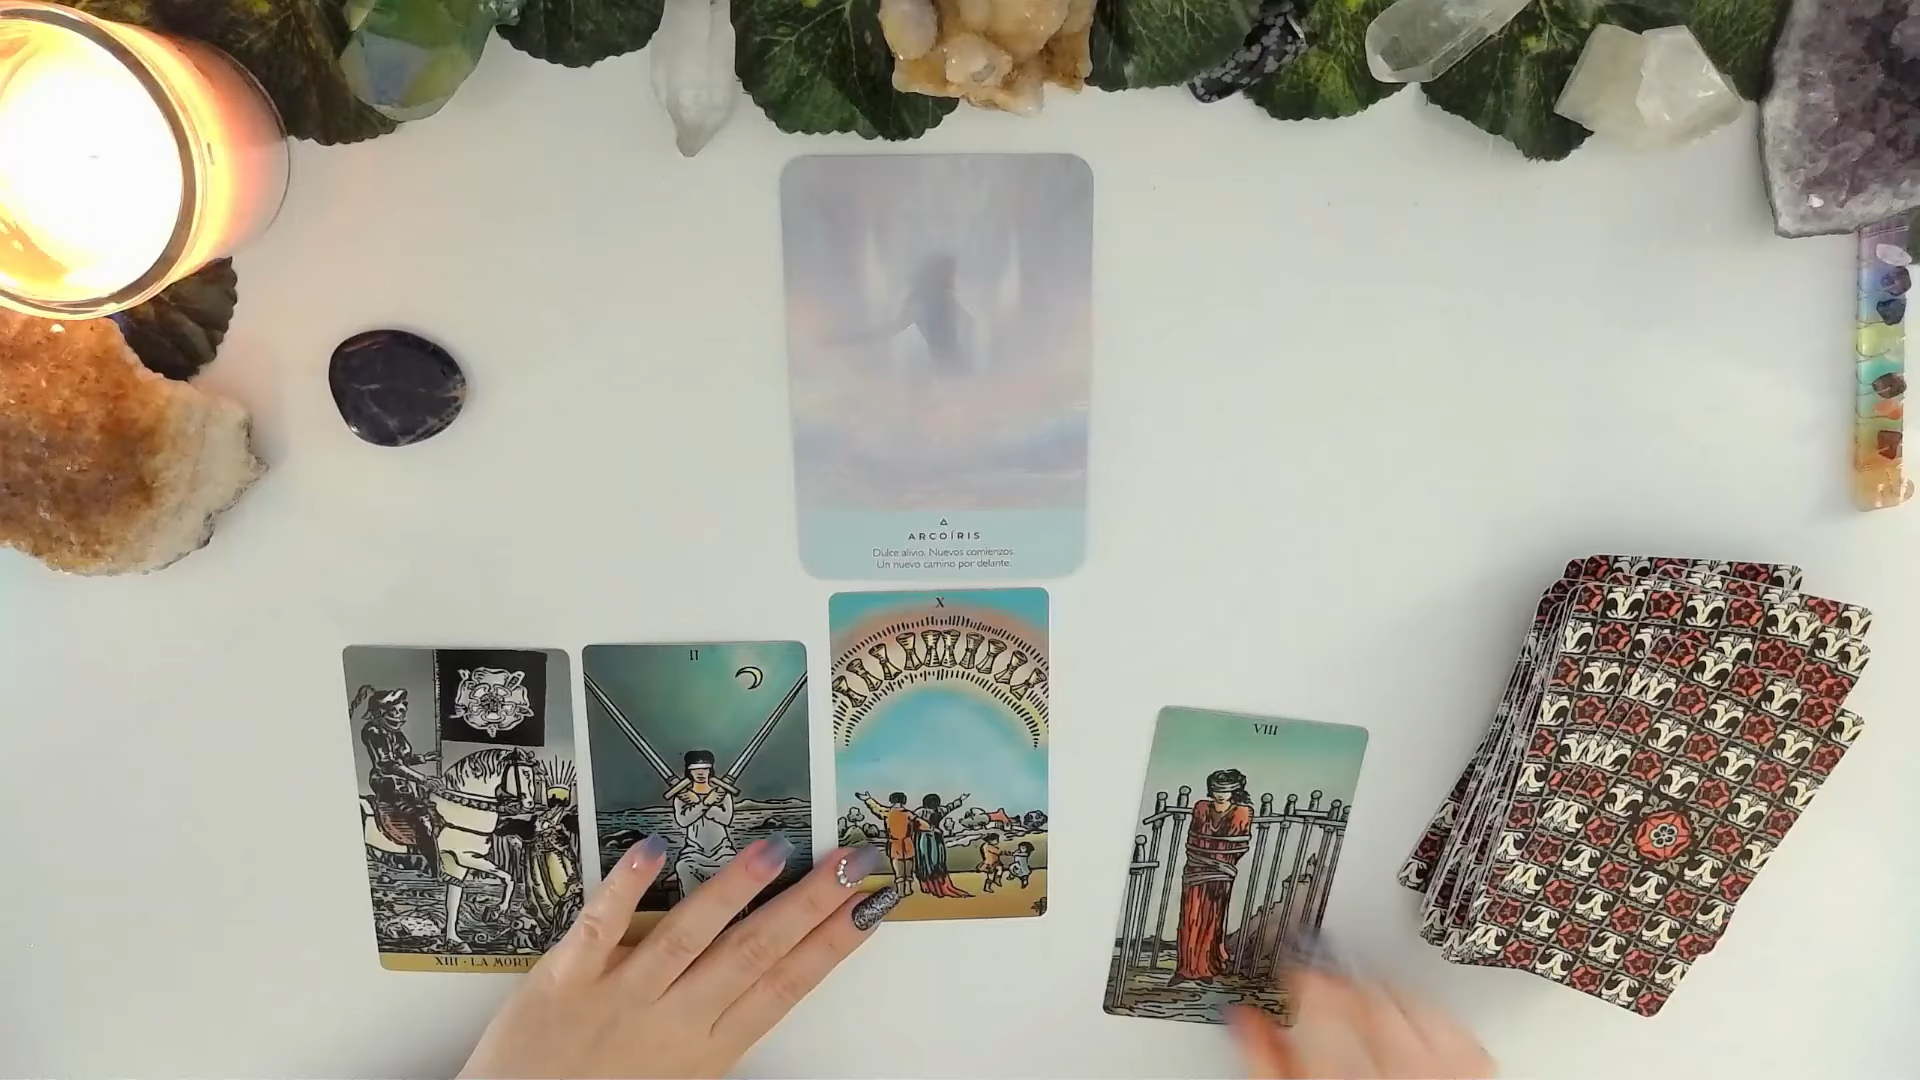 ARCOÍRIS
Dulce alivio. Nuevos comienzos.
Un nuevo camino por delante.
X
II
VIII
XIII · LA MORT